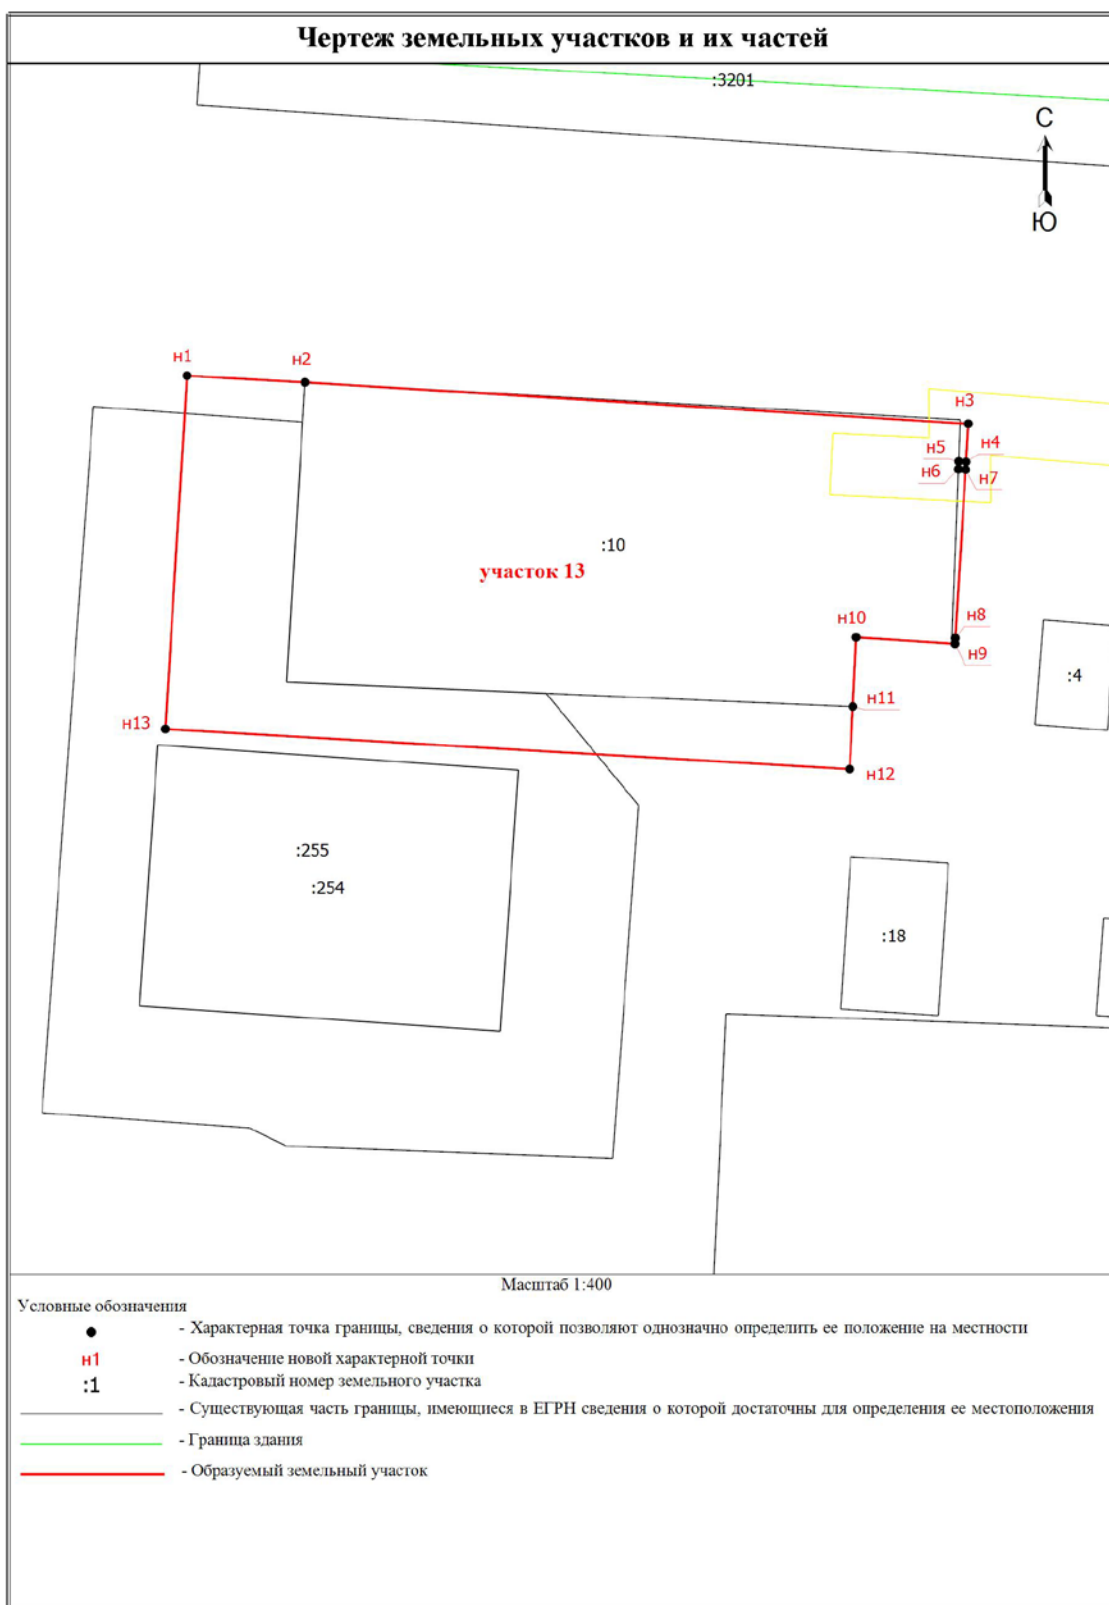 Чертеж земельных участков и их частей
:3201
С
Ю
н1
н2
н3
н5
н4
н6
н7
:10
участок 13
н10
н8
н9
:4
н11
н13
н12
:255
:254
:18
Масштаб 1:400
Условные обозначения
- Характерная точка границы, сведения о которой позволяют однозначно определить ее положение на местности
н1 - Обозначение новой характерной точки
:1 - Кадастровый номер земельного участка
- Существующая часть границы, имеющиеся в ЕГРН сведения о которой достаточны для определения ее местоположения
- Граница здания
- Образуемый земельный участок